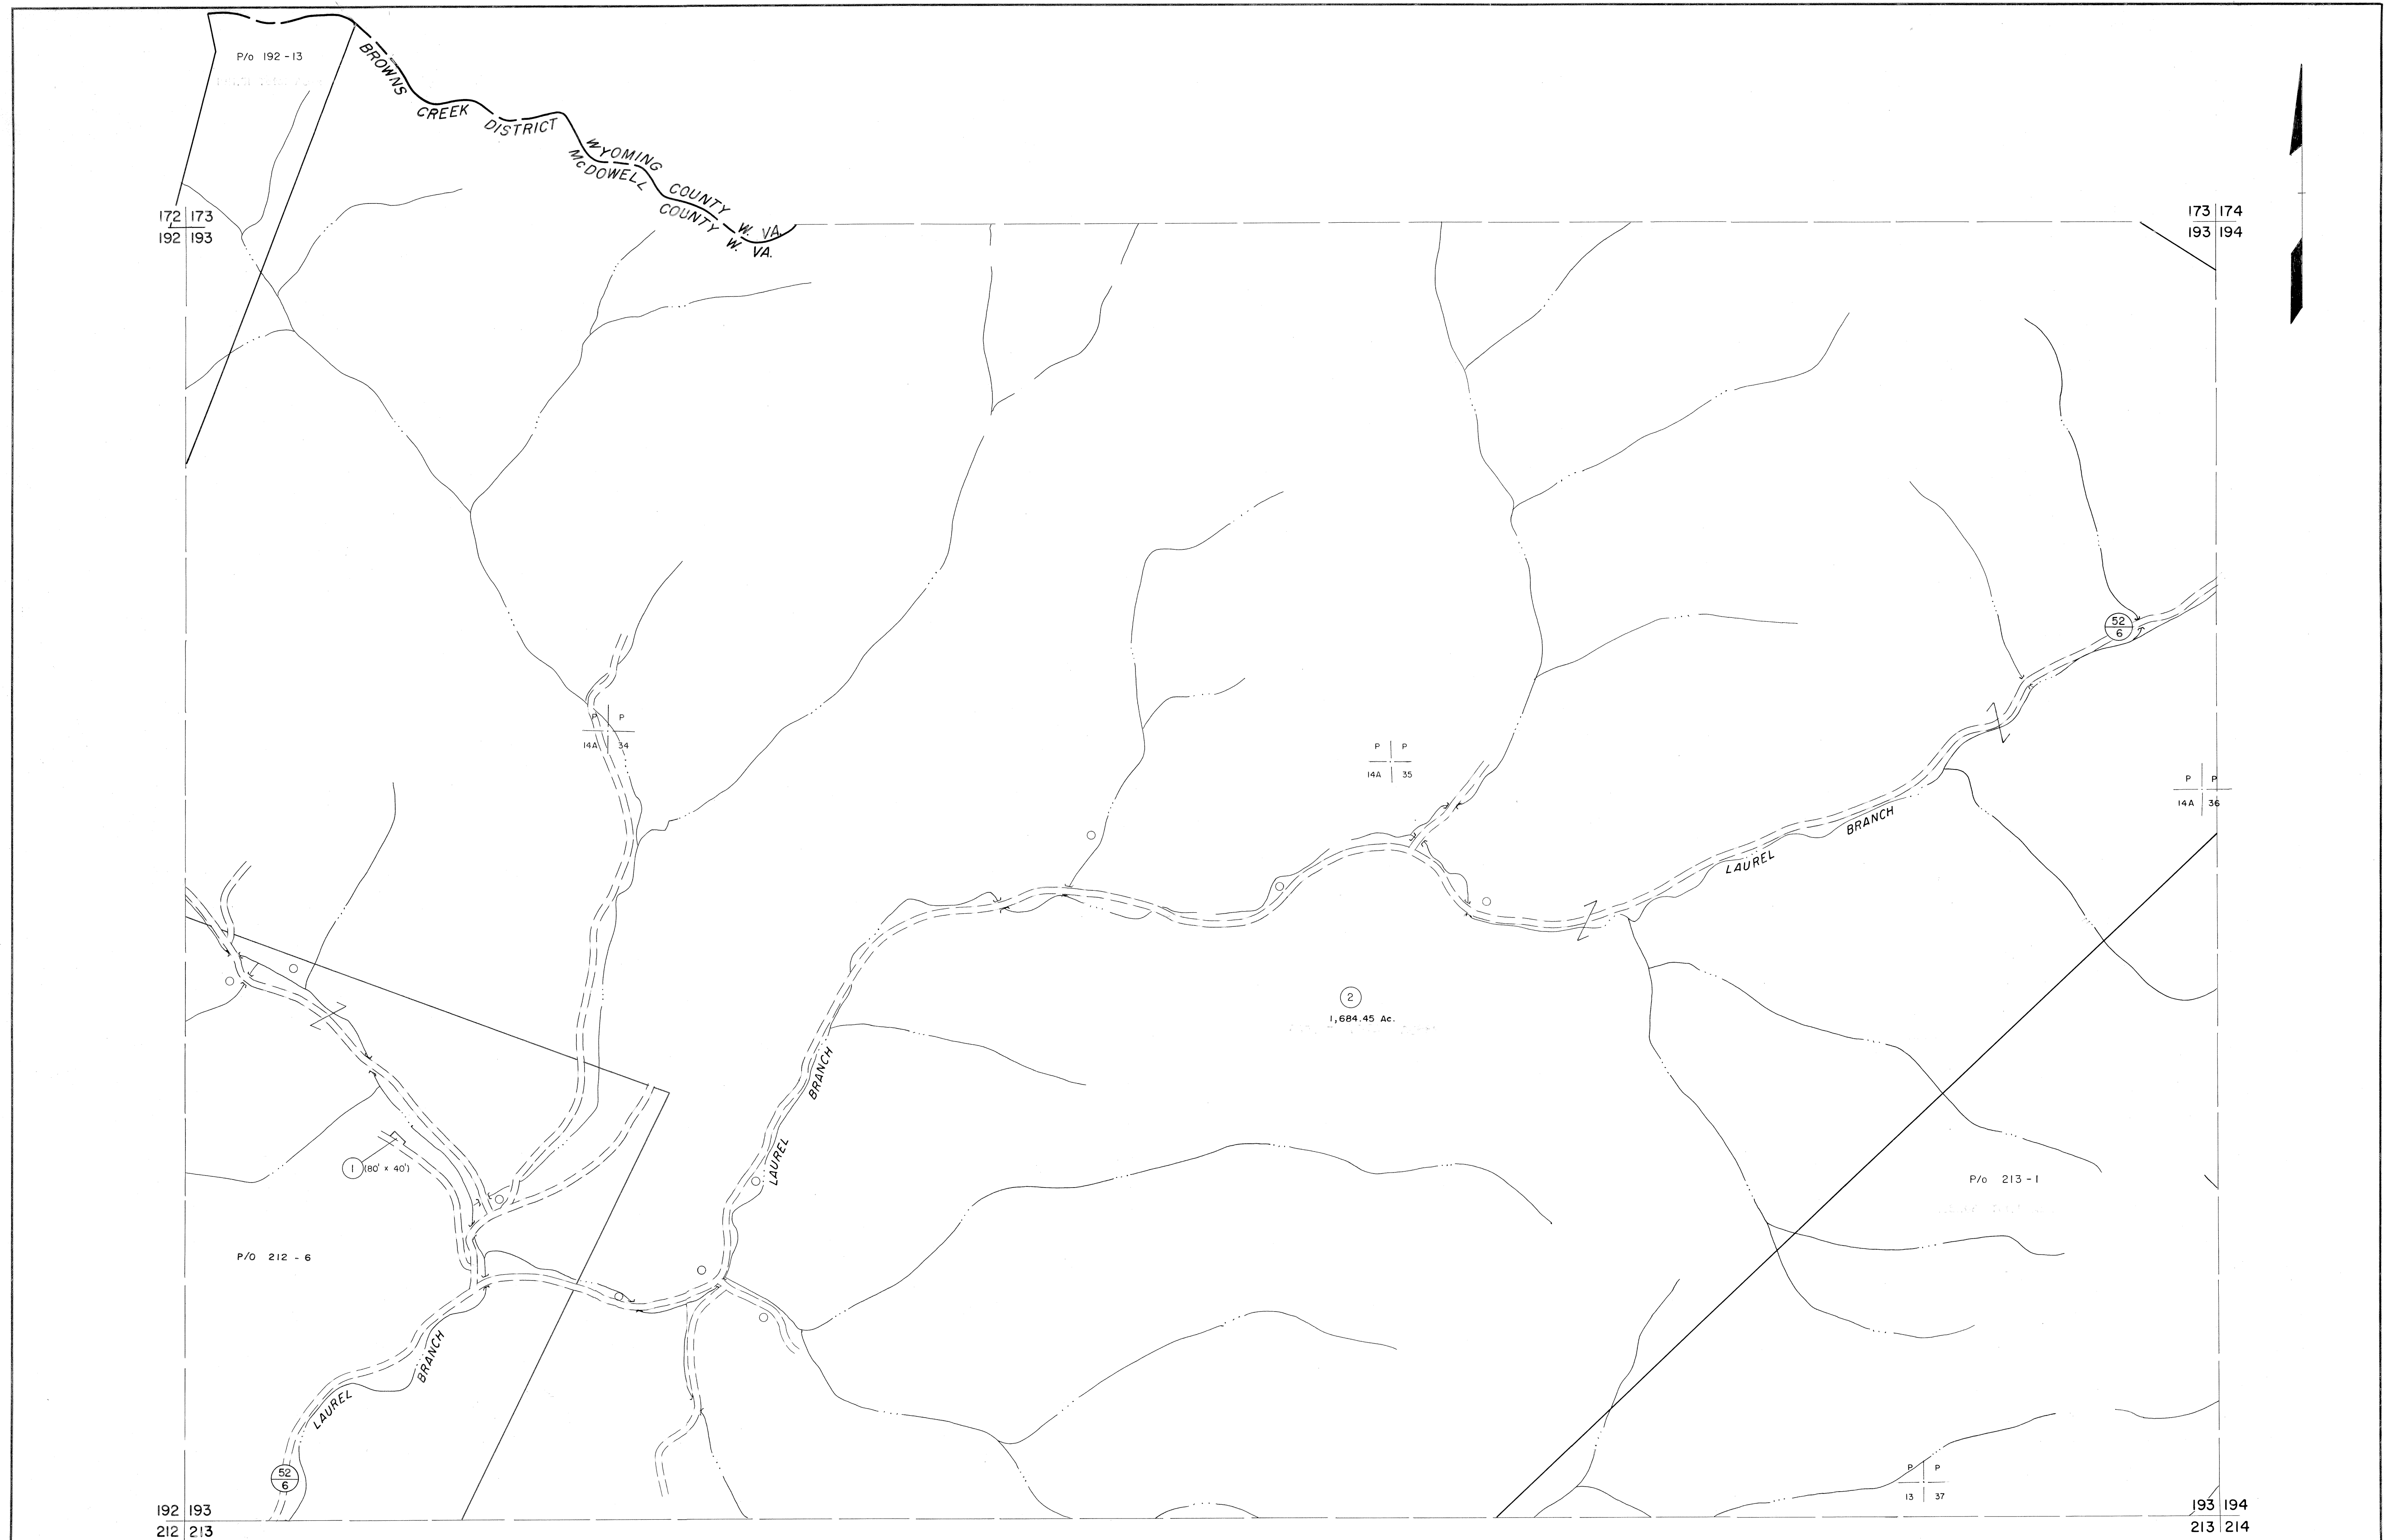 P/o 192-13
BROWNS
CREEK
DISTRICT
WYOMING
COUNTY
W. VA.
McDOWELL
COUNTY
W. VA.
172 173
192 193
173 174
193 194
52
6
P P
14A 34
P P
14A 35
P P
14A 36
LAUREL
BRANCH
2
1,684.45 Ac.
LAUREL
BRANCH
1 (80' x 40')
P/o 213-1
P/O 212-6
LAUREL
BRANCH
52
6
P P
13 37
192 193
212 213
193 194
213 214